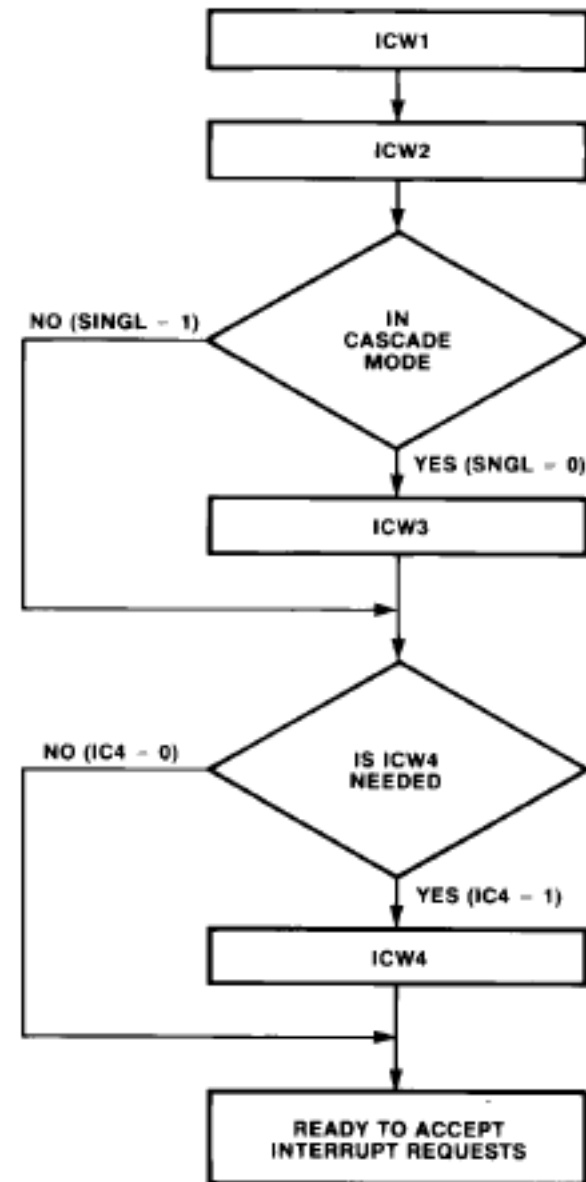 ICW1
ICW2
IN
CASCADE
MODE
NO (SINGL = 1)
YES (SNGL = 0)
ICW3
IS ICW4
NEEDED
NO (IC4 = 0)
YES (IC4 = 1)
ICW4
READY TO ACCEPT
INTERRUPT REQUESTS